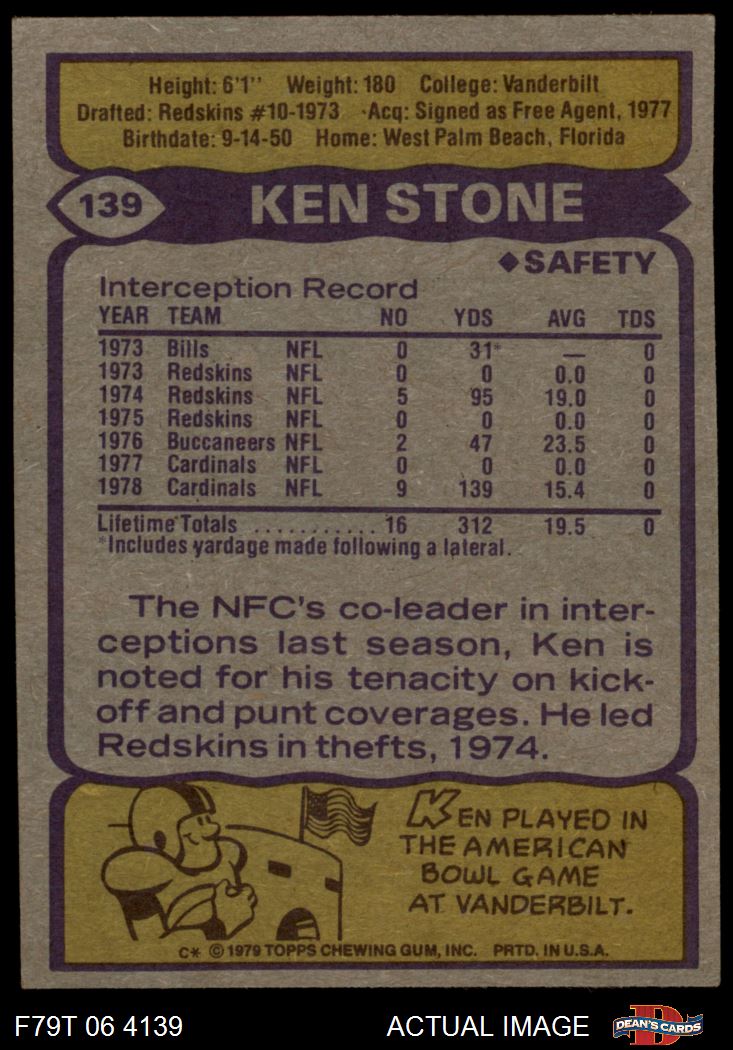 Height: 6'1'' Weight: 180 College: Vanderbilt
Drafted: Redskins #10-1973 Acq: Signed as Free Agent, 1977
Birthdate: 9-14-50 Home: West Palm Beach, Florida
139 KEN STONE
◆SAFETY
Interception Record
YEAR TEAM NO YDS AVG TDS
1973 Bills NFL 0 31* — 0
1973 Redskins NFL 0 0 0.0 0
1974 Redskins NFL 5 95 19.0 0
1975 Redskins NFL 0 0 0.0 0
1976 Buccaneers NFL 2 47 23.5 0
1977 Cardinals NFL 0 0 0.0 0
1978 Cardinals NFL 9 139 15.4 0
Lifetime Totals ........... 16 312 19.5 0
*Includes yardage made following a lateral.
The NFC's co-leader in inter-
ceptions last season, Ken is
noted for his tenacity on kick-
off and punt coverages. He led
Redskins in thefts, 1974.
KEN PLAYED IN
THE AMERICAN
BOWL GAME
AT VANDERBILT.
C* © 1979 TOPPS CHEWING GUM, INC. PRTD. IN U.S.A.
F79T 06 4139 ACTUAL IMAGE D DEAN'S CARDS